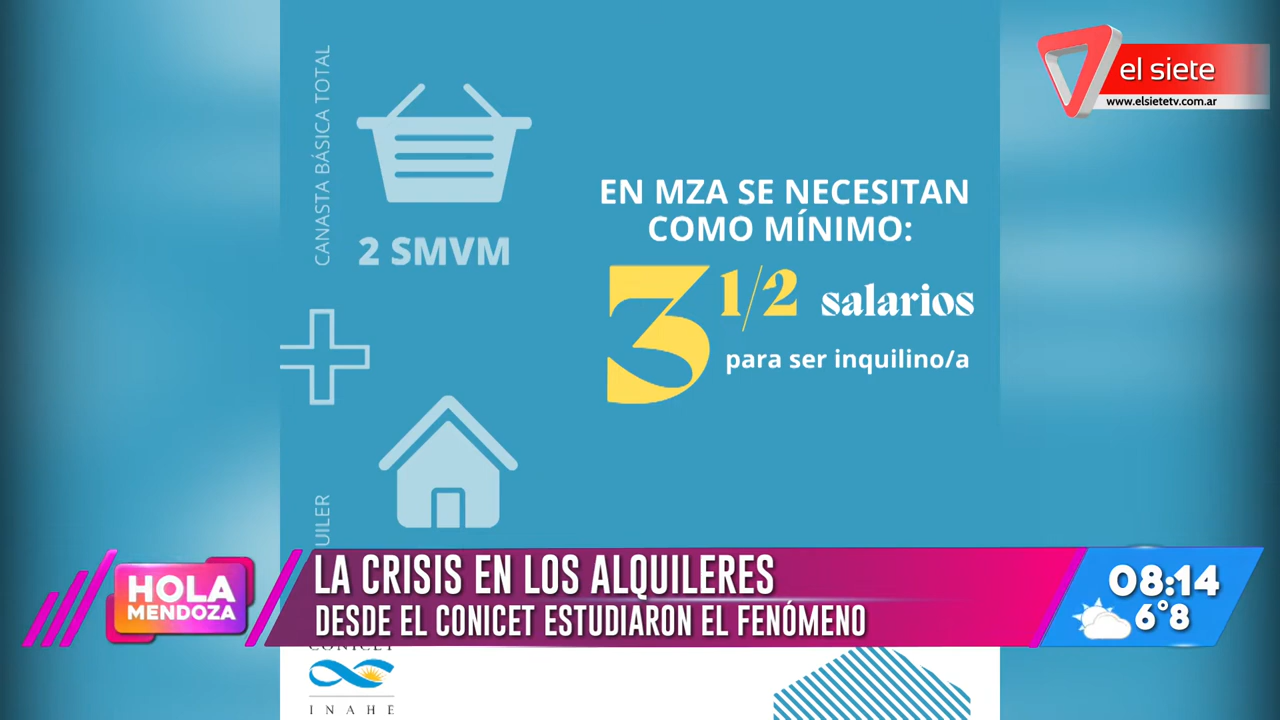 el siete
www.elsietetv.com.ar
CANASTA BÁSICA TOTAL
2 SMVM
EN MZA SE NECESITAN
COMO MÍNIMO:
3 1/2 salarios
para ser inquilino/a
UILER
HOLA
MENDOZA
LA CRISIS EN LOS ALQUILERES
DESDE EL CONICET ESTUDIARON EL FENÓMENO
08:14
6°8
CONICET
INAHE